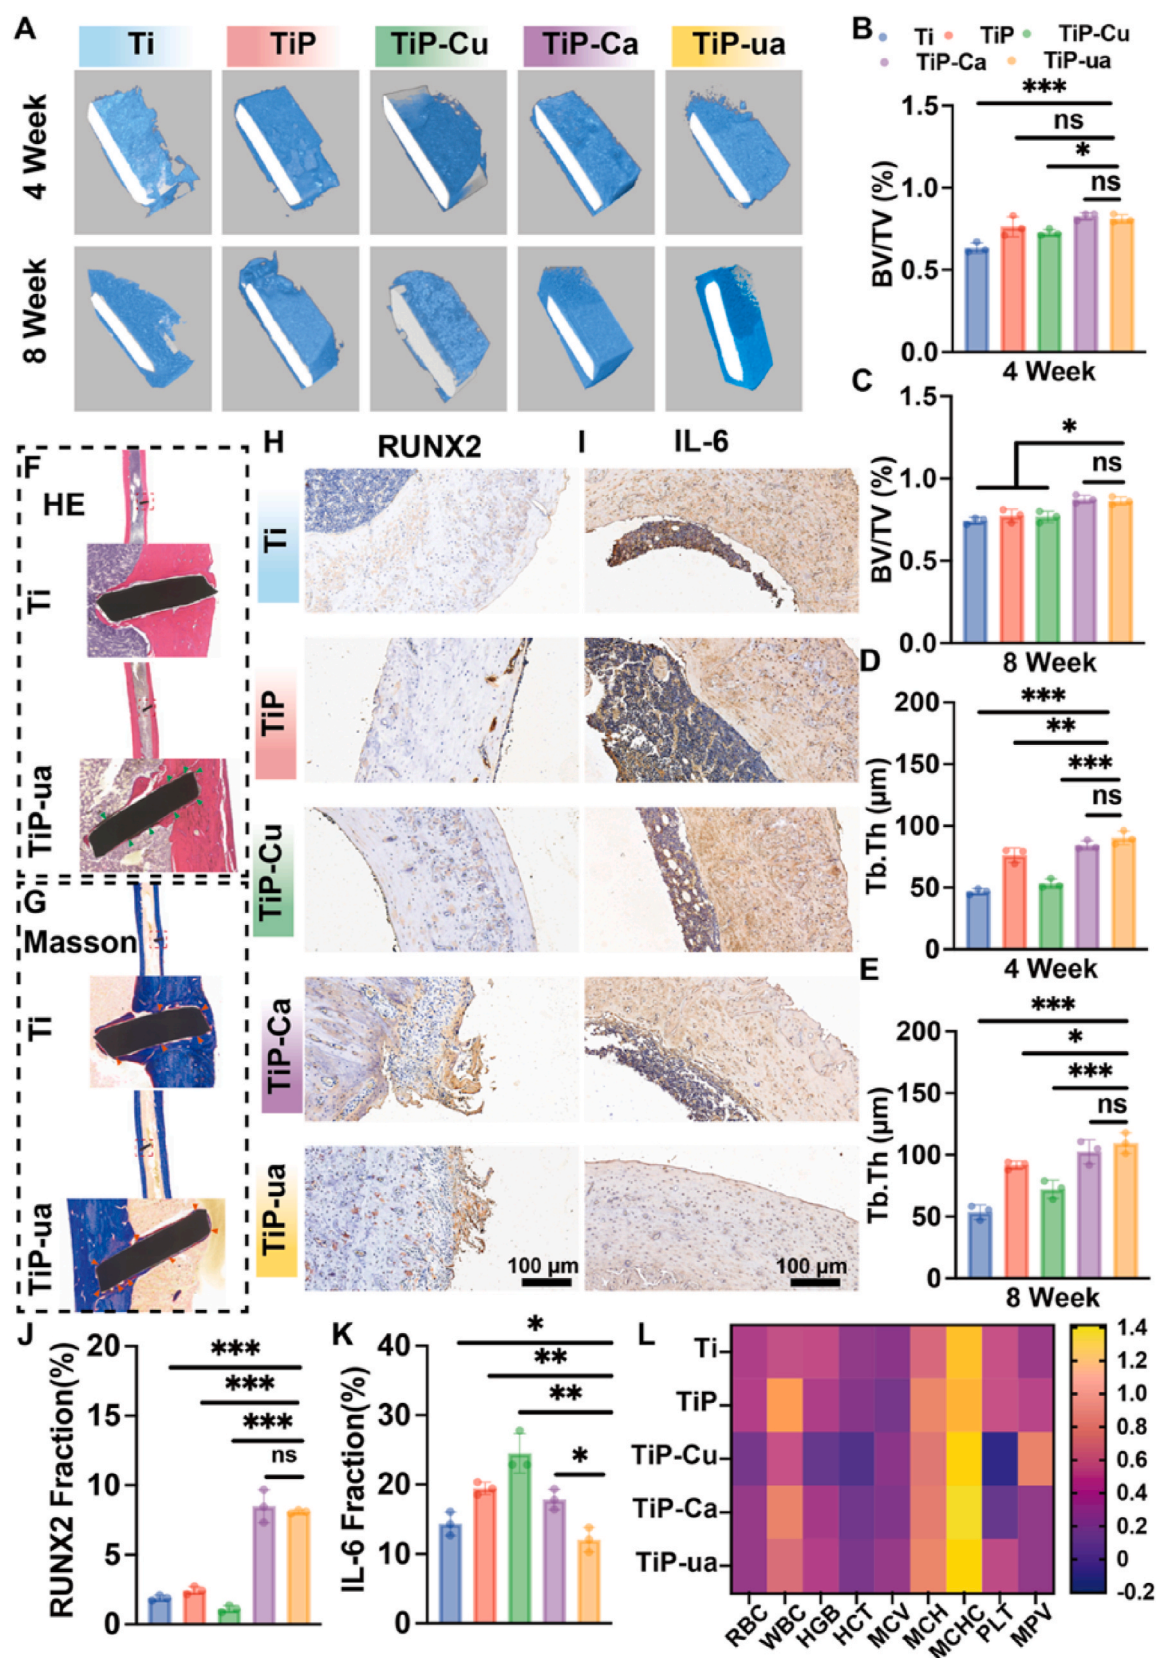 A
Ti
TiP
TiP-Cu
TiP-Ca
TiP-ua
4 Week
8 Week
B
Ti
TiP
TiP-Cu
TiP-Ca
TiP-ua
***
ns
*
ns
1.5
1.0
0.5
0.0
BV/TV (%)
4 Week
C
*
ns
1.5
1.0
0.5
0.0
BV/TV (%)
8 Week
D
***
**
***
ns
200
150
100
50
0
Tb.Th (μm)
4 Week
E
***
*
***
ns
200
150
100
50
0
Tb.Th (μm)
8 Week
F
HE
Ti
TiP-ua
G
Masson
Ti
TiP-ua
H
RUNX2
I
IL-6
Ti
TiP
TiP-Cu
TiP-Ca
TiP-ua
100 μm
100 μm
J
***
***
***
ns
20
15
10
5
0
RUNX2 Fraction(%)
K
*
**
**
*
40
30
20
10
0
IL-6 Fraction(%)
L
Ti
TiP
TiP-Cu
TiP-Ca
TiP-ua
RBC
WBC
HGB
HCT
MCV
MCH
MCHC
PLT
MPV
1.4
1.2
1.0
0.8
0.6
0.4
0.2
0
-0.2